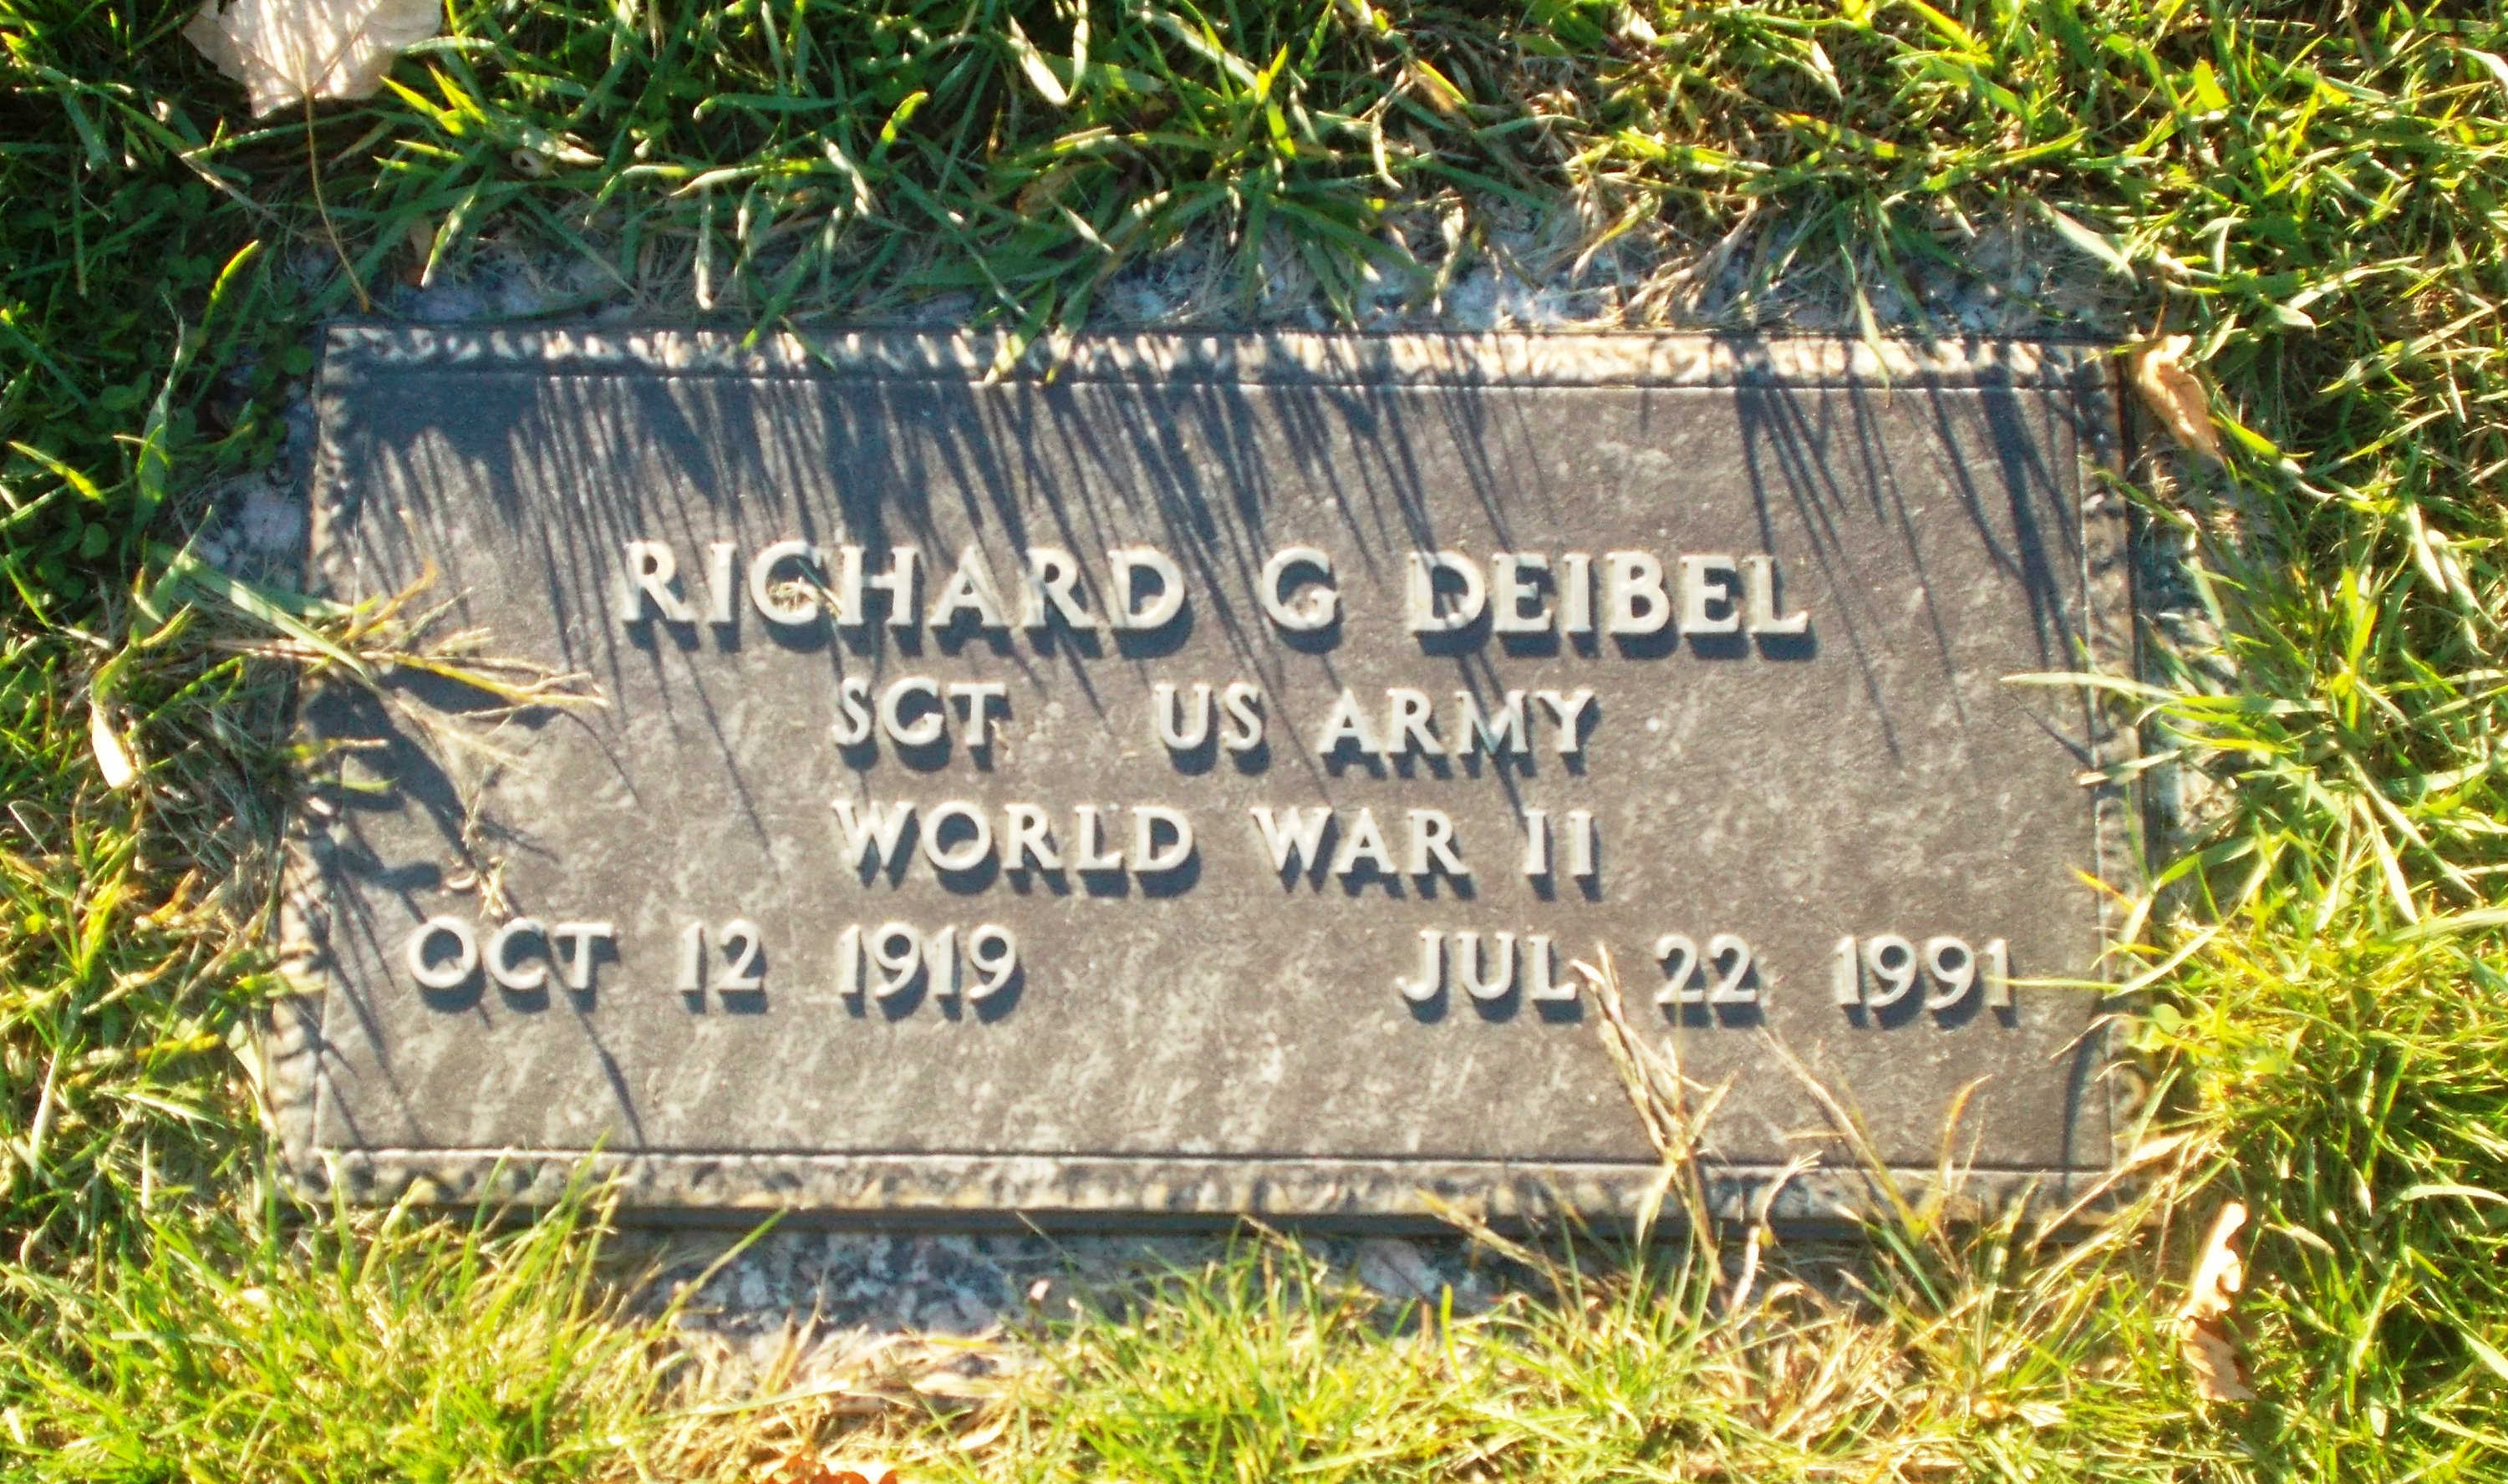 RICHARD G DEIBEL
SGT US ARMY
WORLD WAR II
OCT 12 1919 JUL 22 1991